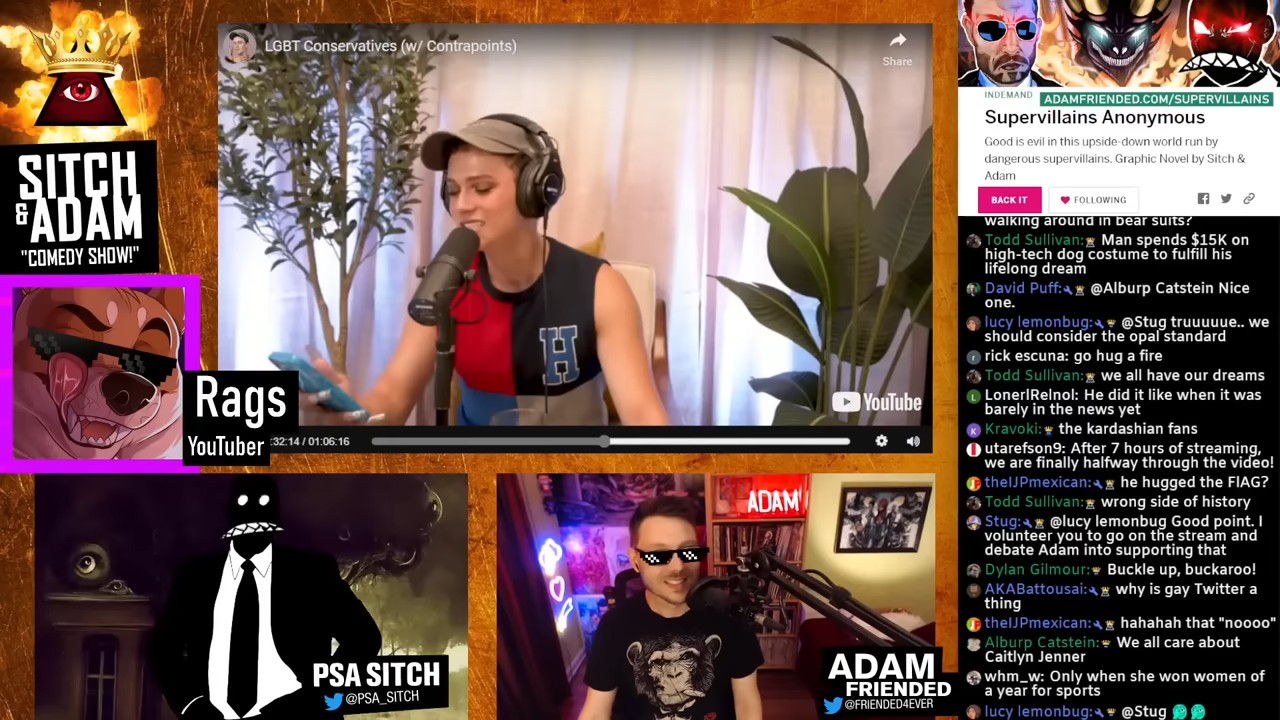 SITCH
& ADAM
"COMEDY SHOW!"
Rags
YouTuber
LGBT Conservatives (w/ Contrapoints)
Share
H
YouTube
:32:14 / 01:06:16
PSA SITCH
@PSA_SITCH
ADAM
ADAM
FRIENDED
@FRIENDED4EVER
INDEMAND
ADAMFRIENDED.COM/SUPERVILLAINS
Supervillains Anonymous
Good is evil in this upside-down world run by
dangerous supervillains. Graphic Novel by Sitch &
Adam
BACK IT
FOLLOWING
walking around in bear suits?
Todd Sullivan: Man spends $15K on
high-tech dog costume to fulfill his
lifelong dream
David Puff: @Alburp Catstein Nice
one.
lucy lemonbug: @Stug truuuuue.. we
should consider the opal standard
rick escuna: go hug a fire
Todd Sullivan: we all have our dreams
LonerIRelnol: He did it like when it was
barely in the news yet
Kravoki: the kardashian fans
utarefson9: After 7 hours of streaming,
we are finally halfway through the video!
theIJPmexican: he hugged the FlAG?
Todd Sullivan: wrong side of history
Stug: @lucy lemonbug Good point. I
volunteer you to go on the stream and
debate Adam into supporting that
Dylan Gilmour: Buckle up, buckaroo!
AKABattousai: why is gay Twitter a
thing
theIJPmexican: hahahah that "noooo"
Alburp Catstein: We all care about
Caitlyn Jenner
whm_w: Only when she won women of
a year for sports
lucy lemonbug: @Stug